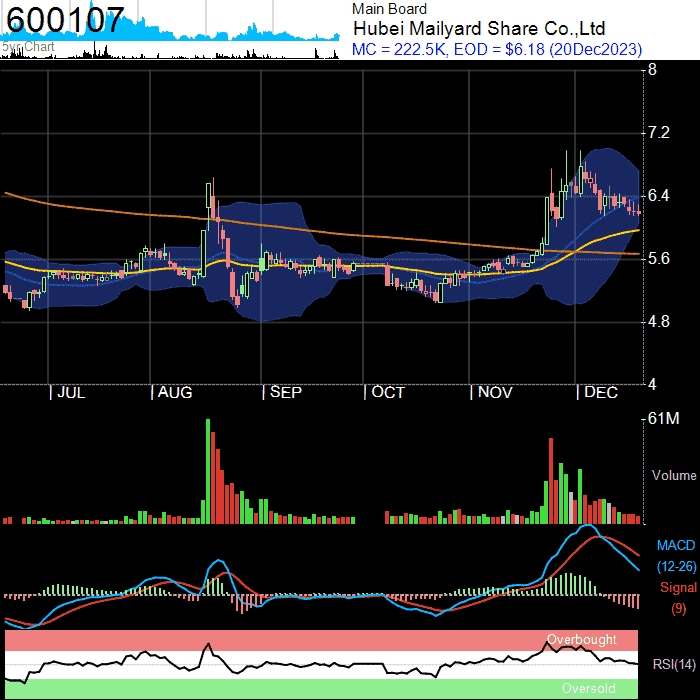 600107
5yr Chart
Main Board
Hubei Mailyard Share Co.,Ltd
MC = 222.5K, EOD = $6.18 (20Dec2023)
8
7.2
6.4
5.6
4.8
4
| JUL | AUG | SEP | OCT | NOV | DEC
61M
Volume
MACD
(12-26)
Signal
(9)
Overbought
RSI(14)
Oversold